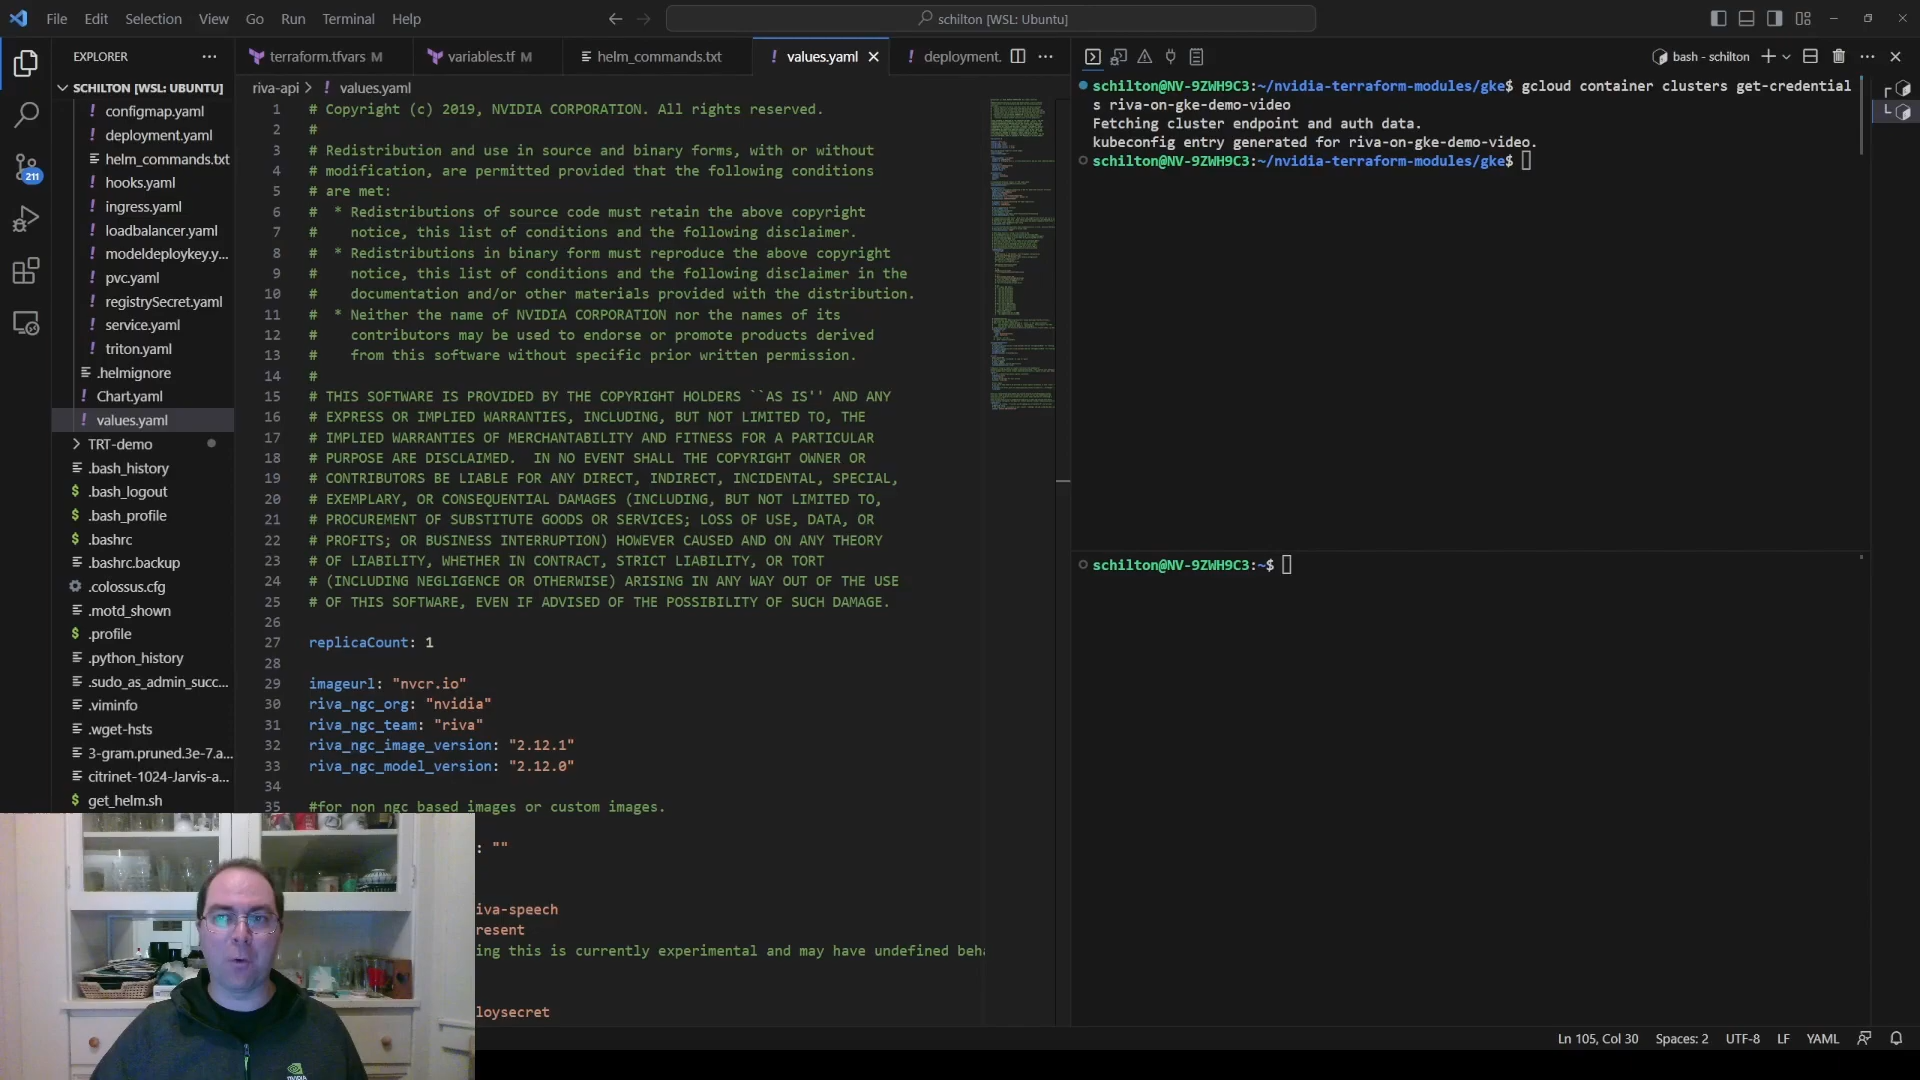 File Edit Selection View Go Run Terminal Help
schilton [WSL: Ubuntu]
EXPLORER
SCHILTON [WSL: UBUNTU]
configmap.yaml
deployment.yaml
helm_commands.txt
hooks.yaml
ingress.yaml
loadbalancer.yaml
modeldeploykey.y...
pvc.yaml
registrySecret.yaml
service.yaml
triton.yaml
.helmignore
Chart.yaml
values.yaml
TRT-demo
.bash_history
.bash_logout
.bash_profile
.bashrc
.bashrc.backup
.colossus.cfg
.motd_shown
.profile
.python_history
.sudo_as_admin_succ...
.viminfo
.wget-hsts
3-gram.pruned.3e-7.a...
citrinet-1024-Jarvis-a...
get_helm.sh
211
terraform.tfvars M
variables.tf M
helm_commands.txt
values.yaml
deployment.
riva-api > values.yaml
1 # Copyright (c) 2019, NVIDIA CORPORATION. All rights reserved.
2 #
3 # Redistribution and use in source and binary forms, with or without
4 # modification, are permitted provided that the following conditions
5 # are met:
6 #  * Redistributions of source code must retain the above copyright
7 #    notice, this list of conditions and the following disclaimer.
8 #  * Redistributions in binary form must reproduce the above copyright
9 #    notice, this list of conditions and the following disclaimer in the
10 #    documentation and/or other materials provided with the distribution.
11 #  * Neither the name of NVIDIA CORPORATION nor the names of its
12 #    contributors may be used to endorse or promote products derived
13 #    from this software without specific prior written permission.
14 #
15 # THIS SOFTWARE IS PROVIDED BY THE COPYRIGHT HOLDERS ``AS IS'' AND ANY
16 # EXPRESS OR IMPLIED WARRANTIES, INCLUDING, BUT NOT LIMITED TO, THE
17 # IMPLIED WARRANTIES OF MERCHANTABILITY AND FITNESS FOR A PARTICULAR
18 # PURPOSE ARE DISCLAIMED.  IN NO EVENT SHALL THE COPYRIGHT OWNER OR
19 # CONTRIBUTORS BE LIABLE FOR ANY DIRECT, INDIRECT, INCIDENTAL, SPECIAL,
20 # EXEMPLARY, OR CONSEQUENTIAL DAMAGES (INCLUDING, BUT NOT LIMITED TO,
21 # PROCUREMENT OF SUBSTITUTE GOODS OR SERVICES; LOSS OF USE, DATA, OR
22 # PROFITS; OR BUSINESS INTERRUPTION) HOWEVER CAUSED AND ON ANY THEORY
23 # OF LIABILITY, WHETHER IN CONTRACT, STRICT LIABILITY, OR TORT
24 # (INCLUDING NEGLIGENCE OR OTHERWISE) ARISING IN ANY WAY OUT OF THE USE
25 # OF THIS SOFTWARE, EVEN IF ADVISED OF THE POSSIBILITY OF SUCH DAMAGE.
26
27 replicaCount: 1
28
29 imageurl: "nvcr.io"
30 riva_ngc_org: "nvidia"
31 riva_ngc_team: "riva"
32 riva_ngc_image_version: "2.12.1"
33 riva_ngc_model_version: "2.12.0"
34
35 #for non ngc based images or custom images.
: ""
iva-speech
resent
ing this is currently experimental and may have undefined beha
loysecret
bash - schilton
schilton@NV-9ZWH9C3:~/nvidia-terraform-modules/gke$ gcloud container clusters get-credential
s riva-on-gke-demo-video
Fetching cluster endpoint and auth data.
kubeconfig entry generated for riva-on-gke-demo-video.
schilton@NV-9ZWH9C3:~/nvidia-terraform-modules/gke$
schilton@NV-9ZWH9C3:~$
Ln 105, Col 30 Spaces: 2 UTF-8 LF YAML
NVIDIA